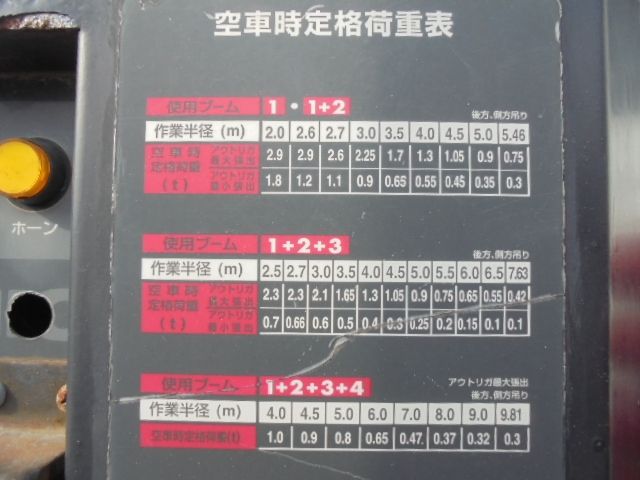 空車時定格荷重表
使用ブーム 1・1+2 後方、側方吊り
作業半径(m) 2.0 2.6 2.7 3.0 3.5 4.0 4.5 5.0 5.46
空車時定格荷重(t) アウトリガ最大張出 2.9 2.9 2.6 2.25 1.7 1.3 1.05 0.9 0.75
アウトリガ最小張出 1.8 1.2 1.1 0.9 0.65 0.55 0.45 0.35 0.3
ホーン
使用ブーム 1+2+3 後方、側方吊り
作業半径(m) 2.5 2.7 3.0 3.5 4.0 4.5 5.0 5.5 6.0 6.5 7.63
空車時定格荷重(t) アウトリガ最大張出 2.3 2.3 2.1 1.65 1.3 1.05 0.9 0.75 0.65 0.55 0.42
アウトリガ最小張出 0.7 0.66 0.6 0.5 0.4 0.3 0.25 0.2 0.15 0.1 0.1
使用ブーム 1+2+3+4 アウトリガ最大張出
後方、側方吊り
作業半径(m) 4.0 4.5 5.0 6.0 7.0 8.0 9.0 9.81
空車時定格荷重(t) 1.0 0.9 0.8 0.65 0.47 0.37 0.32 0.3